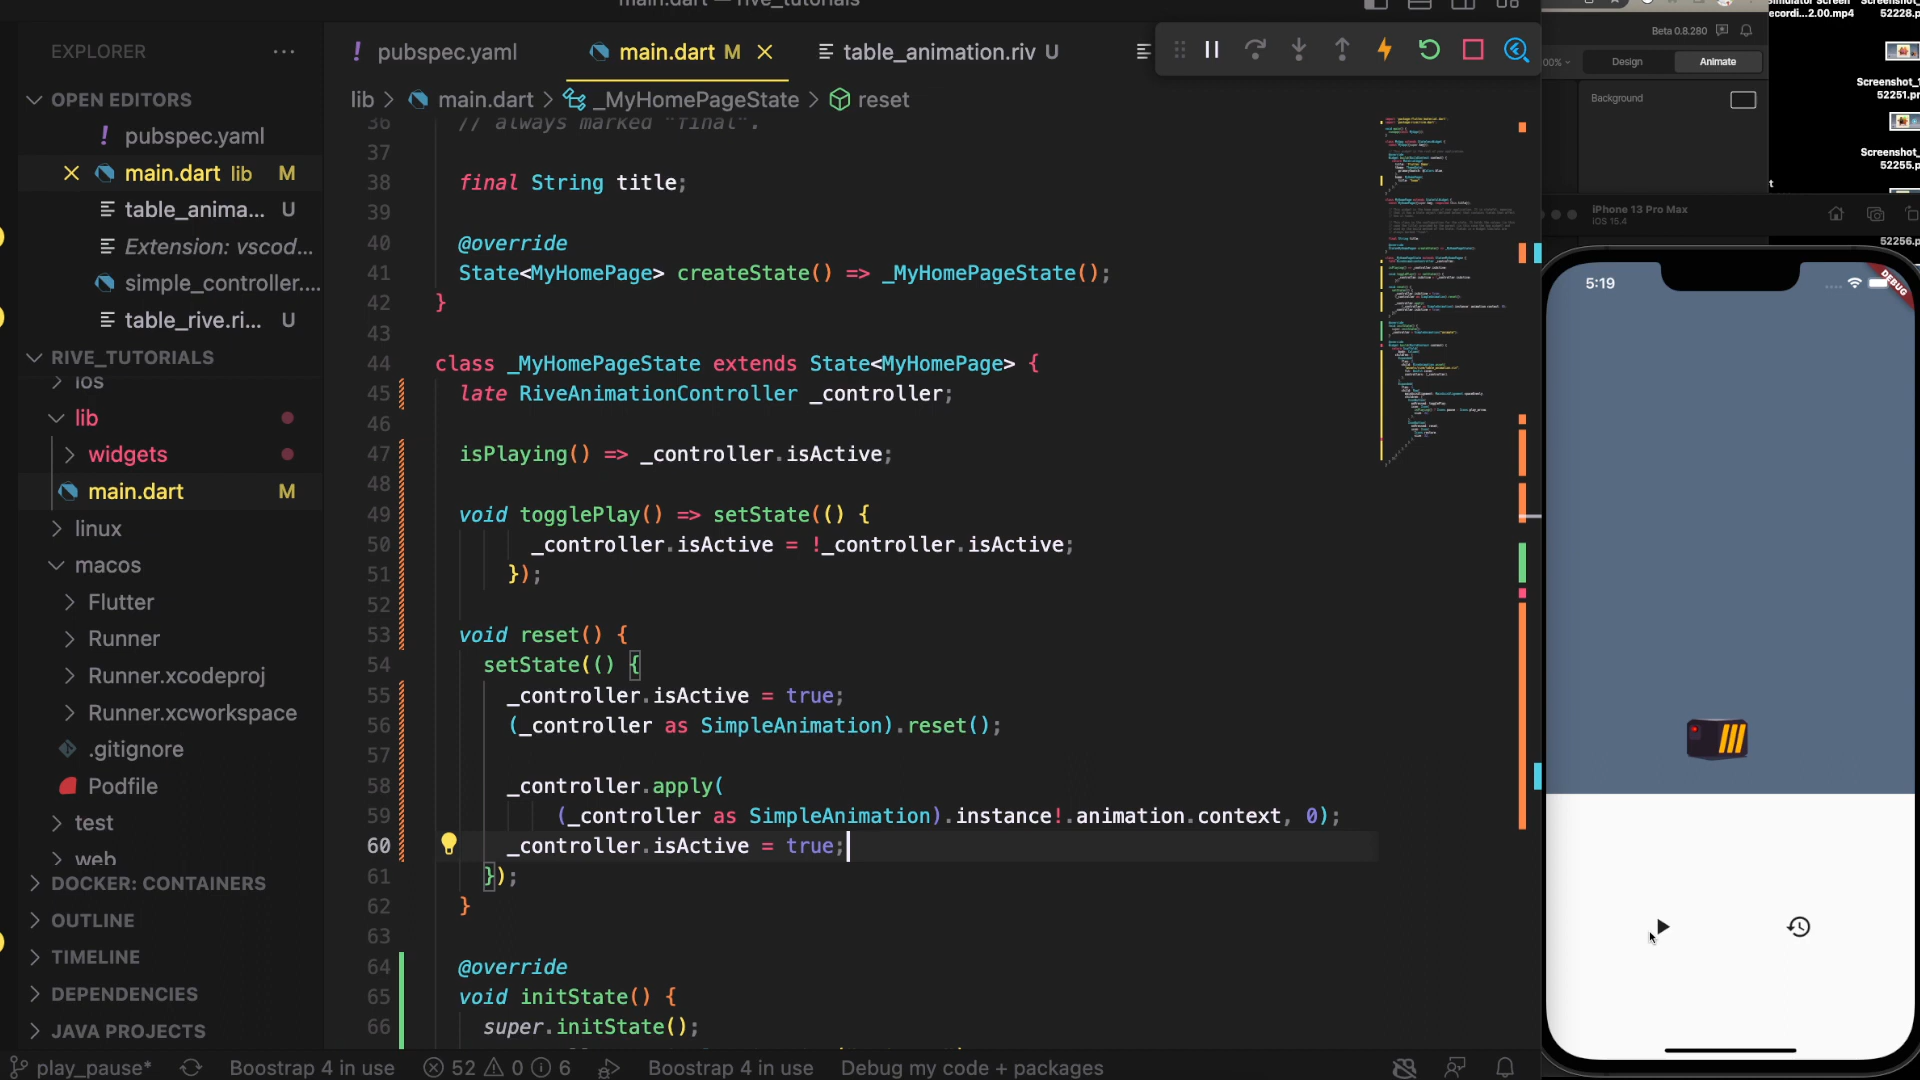 main.dart — rive_tutorials
EXPLORER
OPEN EDITORS
! pubspec.yaml
main.dart lib M
table_anima... U
Extension: vscod...
simple_controller....
table_rive.ri... U
RIVE_TUTORIALS
ios
lib
widgets
main.dart M
linux
macos
Flutter
Runner
Runner.xcodeproj
Runner.xcworkspace
.gitignore
Podfile
test
web
DOCKER: CONTAINERS
OUTLINE
TIMELINE
DEPENDENCIES
JAVA PROJECTS
! pubspec.yaml
main.dart M
table_animation.riv U
lib > main.dart > _MyHomePageState > reset
36 // always marked "final".
37
38 final String title;
39
40 @override
41 State<MyHomePage> createState() => _MyHomePageState();
42 }
43
44 class _MyHomePageState extends State<MyHomePage> {
45 late RiveAnimationController _controller;
46
47 isPlaying() => _controller.isActive;
48
49 void togglePlay() => setState(() {
50 _controller.isActive = !_controller.isActive;
51 });
52
53 void reset() {
54 setState(() {
55 _controller.isActive = true;
56 (_controller as SimpleAnimation).reset();
57
58 _controller.apply(
59 (_controller as SimpleAnimation).instance!.animation.context, 0);
60 _controller.isActive = true;
61 });
62 }
63
64 @override
65 void initState() {
66 super.initState();
play_pause*
Boostrap 4 in use
52 0 6
Boostrap 4 in use
Debug my code + packages
Beta 0.8.280
Design
Animate
Background
iPhone 13 Pro Max
iOS 15.4
5:19
DEBUG
ecordi...2.00.mp4
52228.p
Screenshot_
52251.pr
Screenshot_
52255.p
52256.p